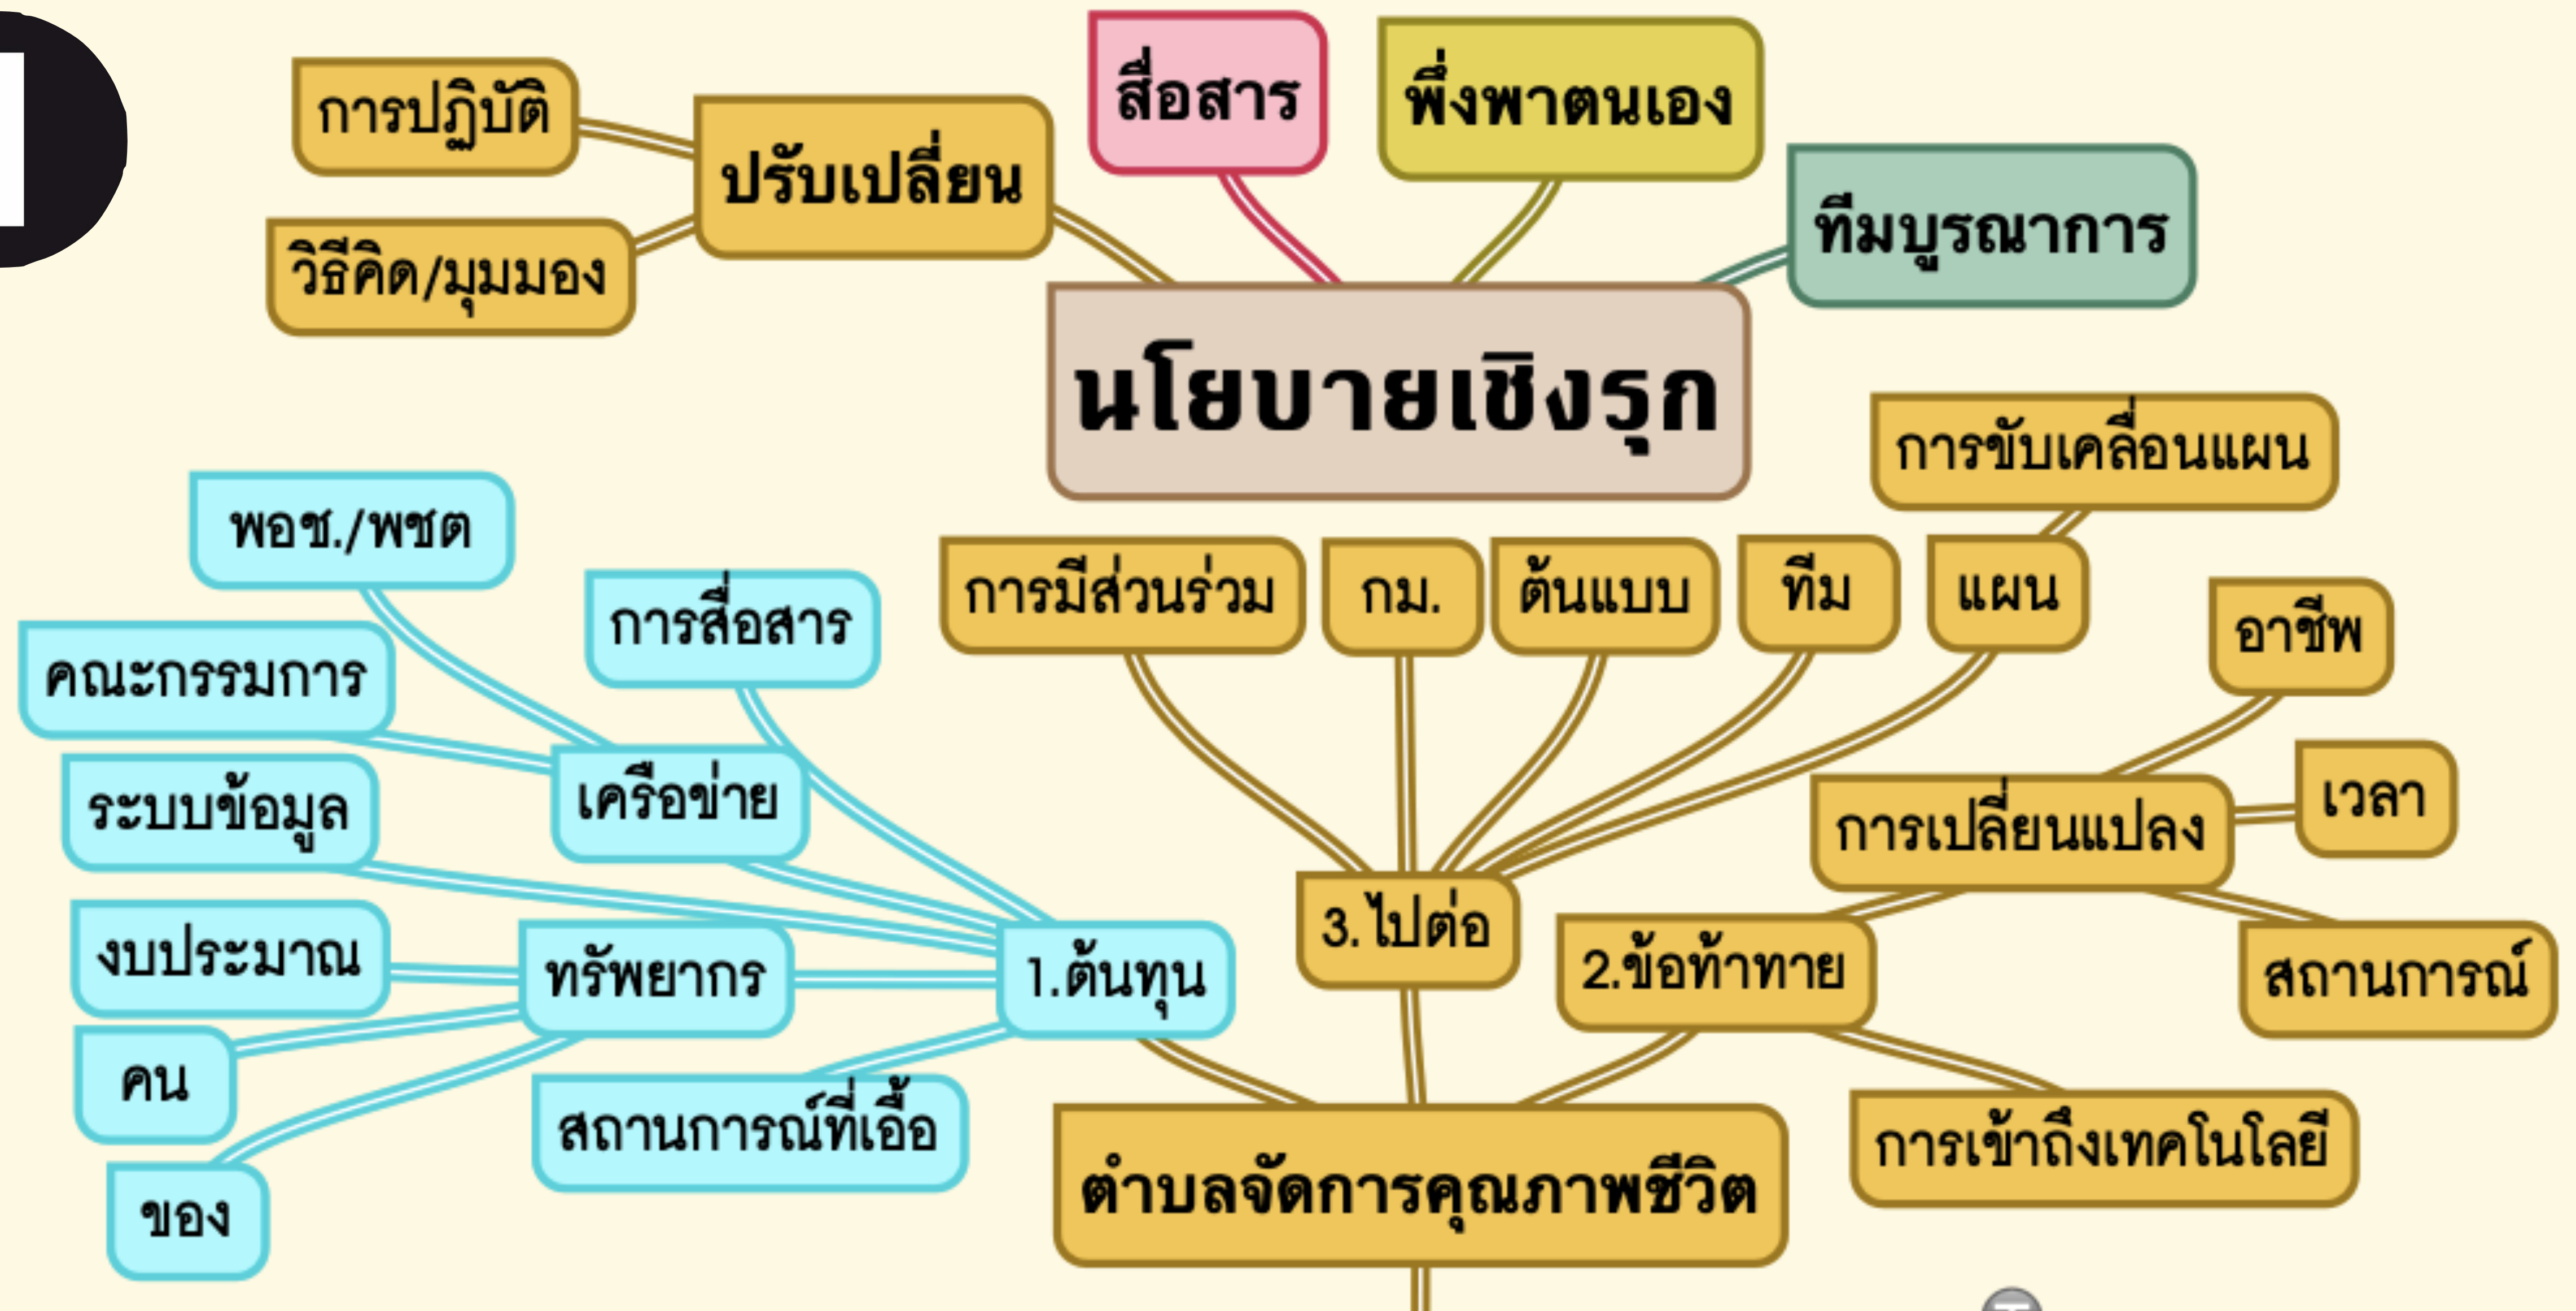 สื่อสาร
พึ่งพาตนเอง
การปฏิบัติ
ปรับเปลี่ยน
ทีมบูรณาการ
วิธีคิด/มุมมอง
นโยบายเชิงรุก
การขับเคลื่อนแผน
พอช./พชต
การสื่อสาร
การมีส่วนร่วม
กม.
ต้นแบบ
ทีม
แผน
อาชีพ
คณะกรรมการ
เครือข่าย
ระบบข้อมูล
การเปลี่ยนแปลง
เวลา
งบประมาณ
ทรัพยากร
1.ต้นทุน
3.ไปต่อ
2.ข้อท้าทาย
สถานการณ์
คน
สถานการณ์ที่เอื้อ
การเข้าถึงเทคโนโลยี
ของ
ตำบลจัดการคุณภาพชีวิต